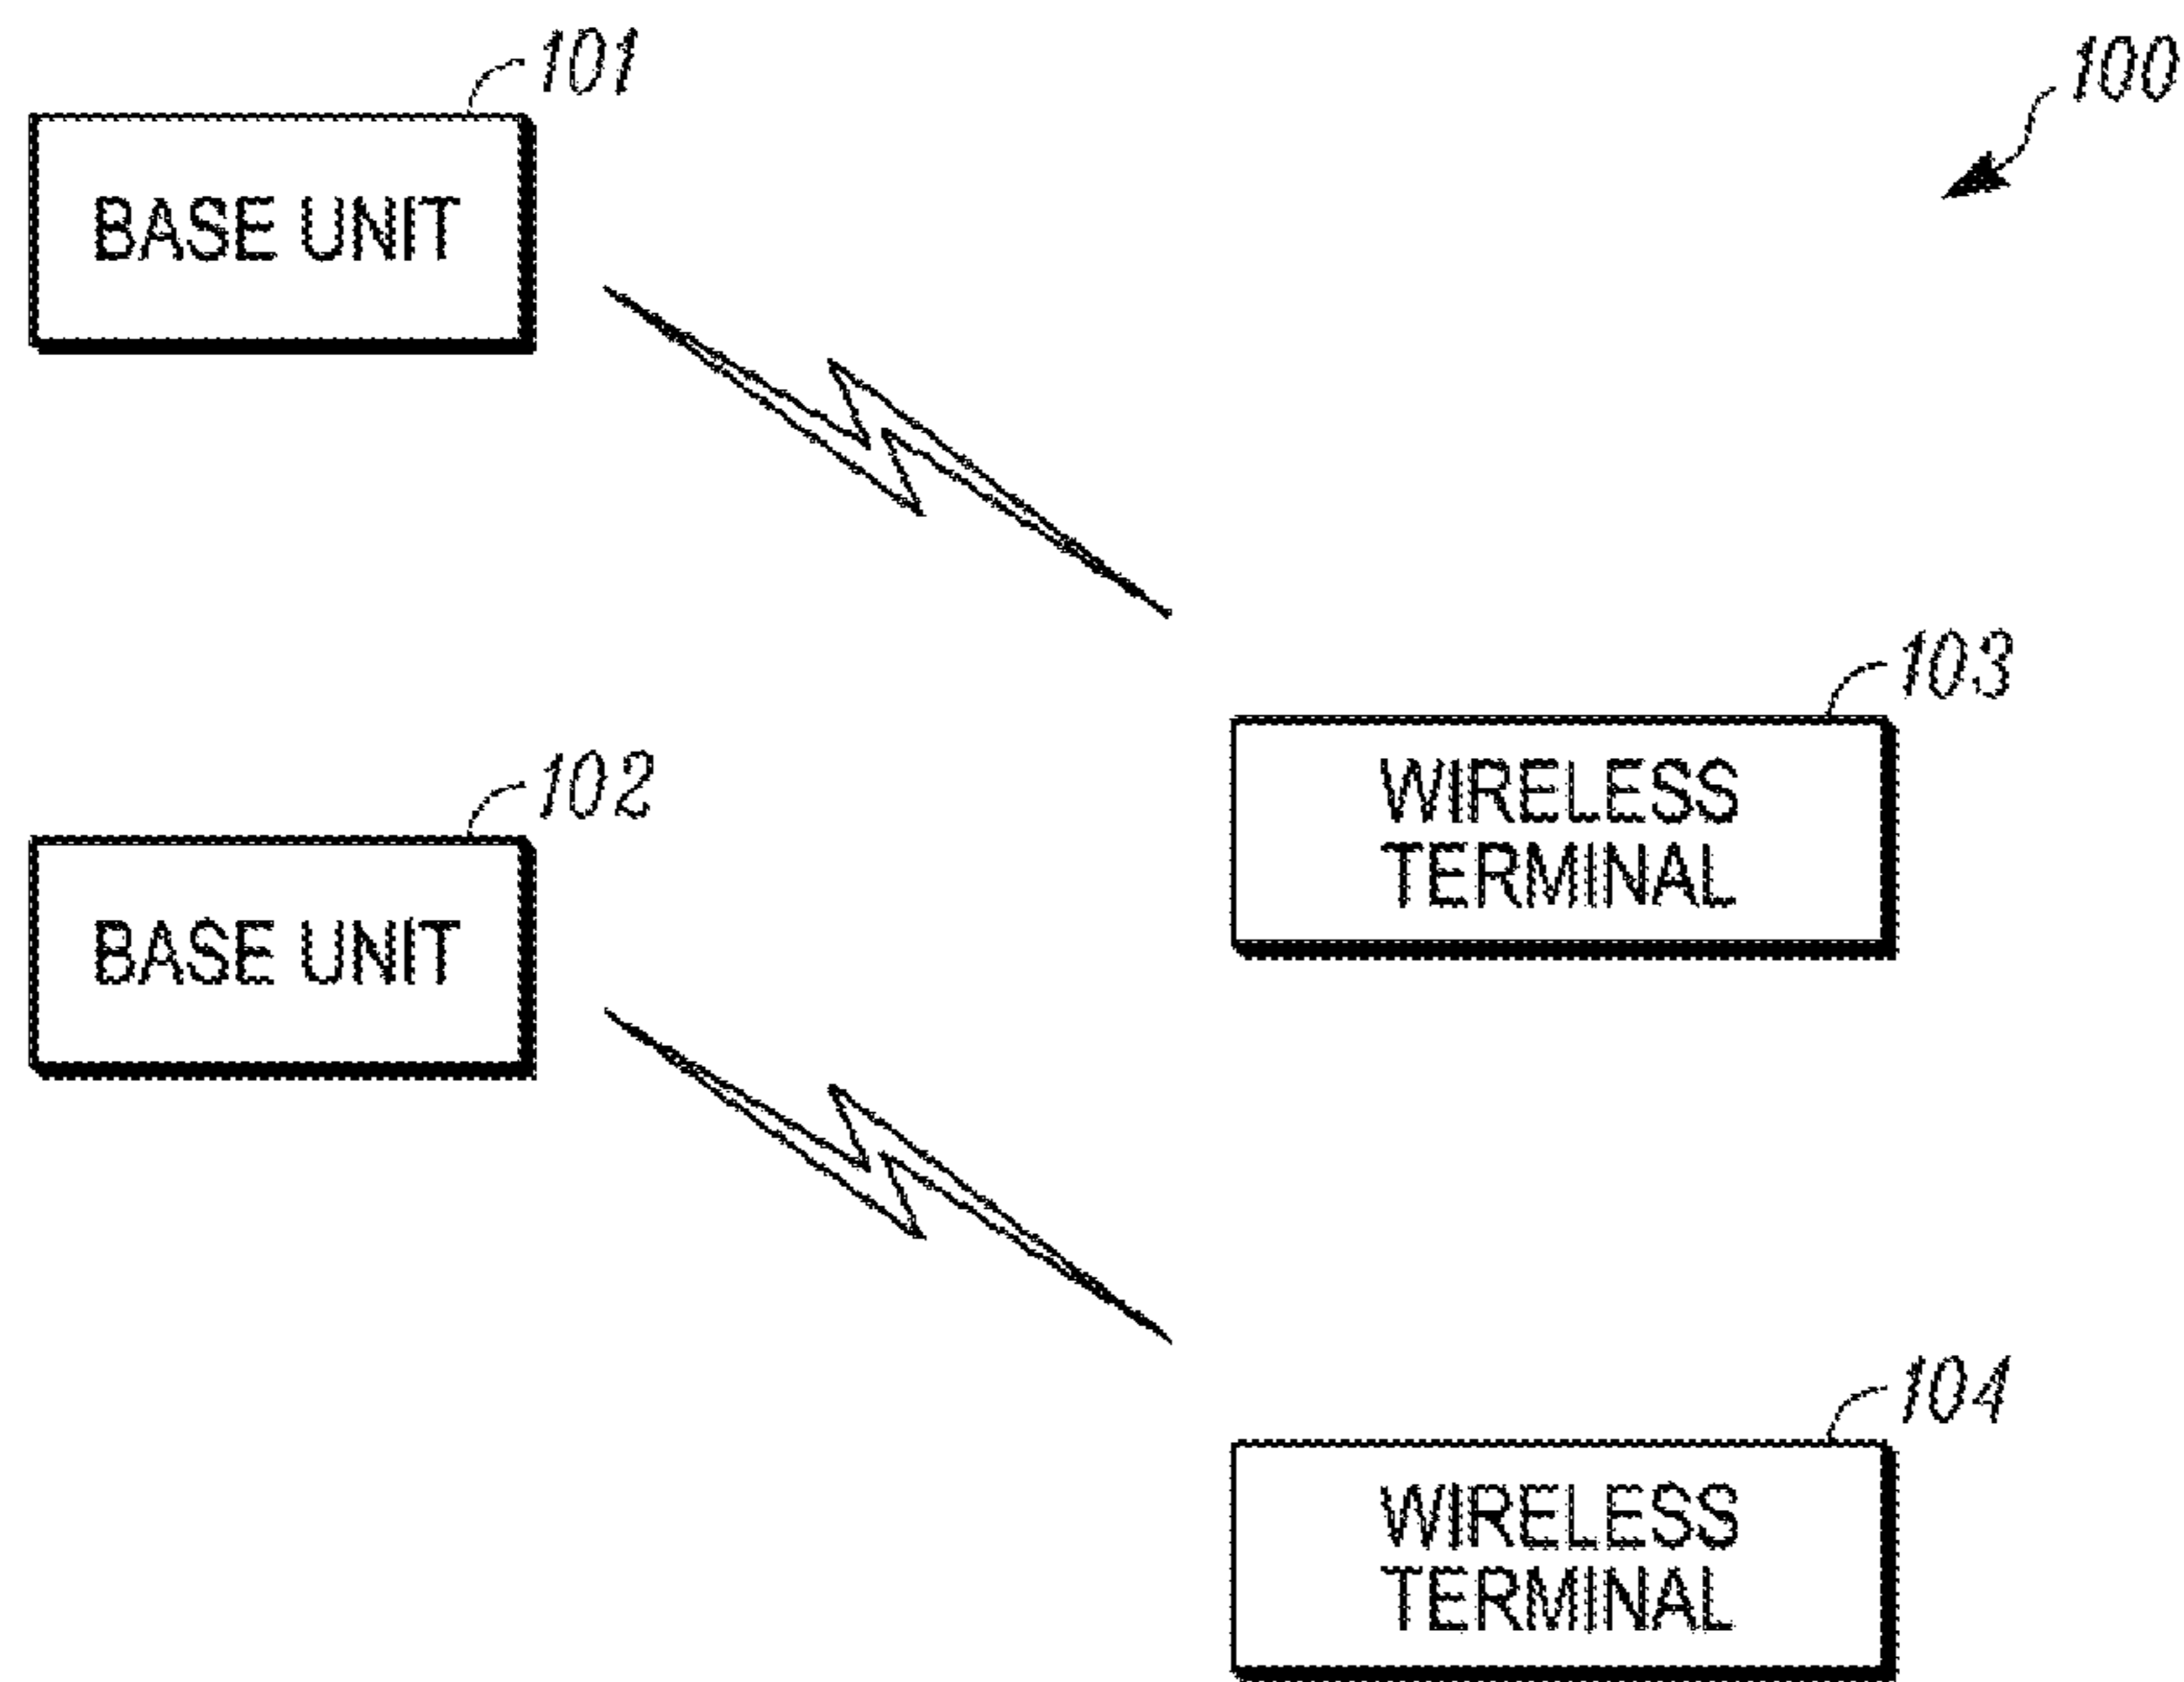 101
100
BASE UNIT
103
102
WIRELESS
TERMINAL
BASE UNIT
104
WIRELESS
TERMINAL